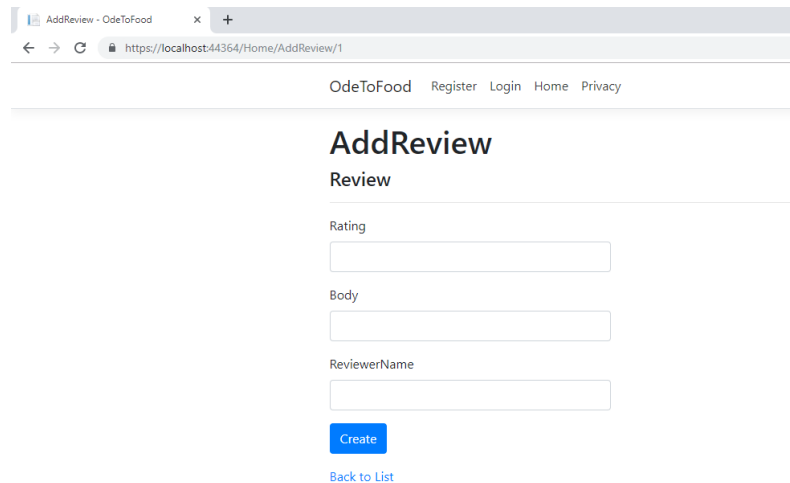 AddReview - OdeToFood
https://localhost:44364/Home/AddReview/1
OdeToFood Register Login Home Privacy
AddReview
Review
Rating
Body
ReviewerName
Create
Back to List